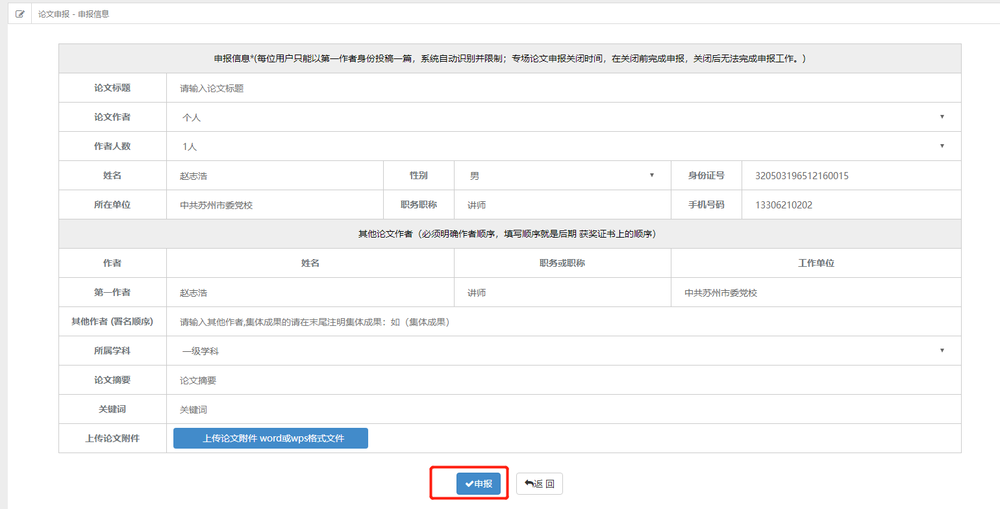 论文申报 - 申报信息
申报信息*(每位用户只能以第一作者身份投稿一篇，系统自动识别并限制；专场论文申报关闭时间，在关闭前完成申报，关闭后无法完成申报工作。)
论文标题 请输入论文标题
论文作者 个人
作者人数 1人
姓名 赵志浩 性别 男 身份证号 320503196512160015
所在单位 中共苏州市委党校 职务职称 讲师 手机号码 13306210202
其他论文作者（必须明确作者顺序，填写顺序就是后期 获奖证书上的顺序）
作者 姓名 职务或职称 工作单位
第一作者 赵志浩 讲师 中共苏州市委党校
其他作者 (署名顺序) 请输入其他作者,集体成果的请在末尾注明集体成果：如（集体成果）
所属学科 一级学科
论文摘要 论文摘要
关键词 关键词
上传论文附件 上传论文附件 word或wps格式文件
申报 返 回